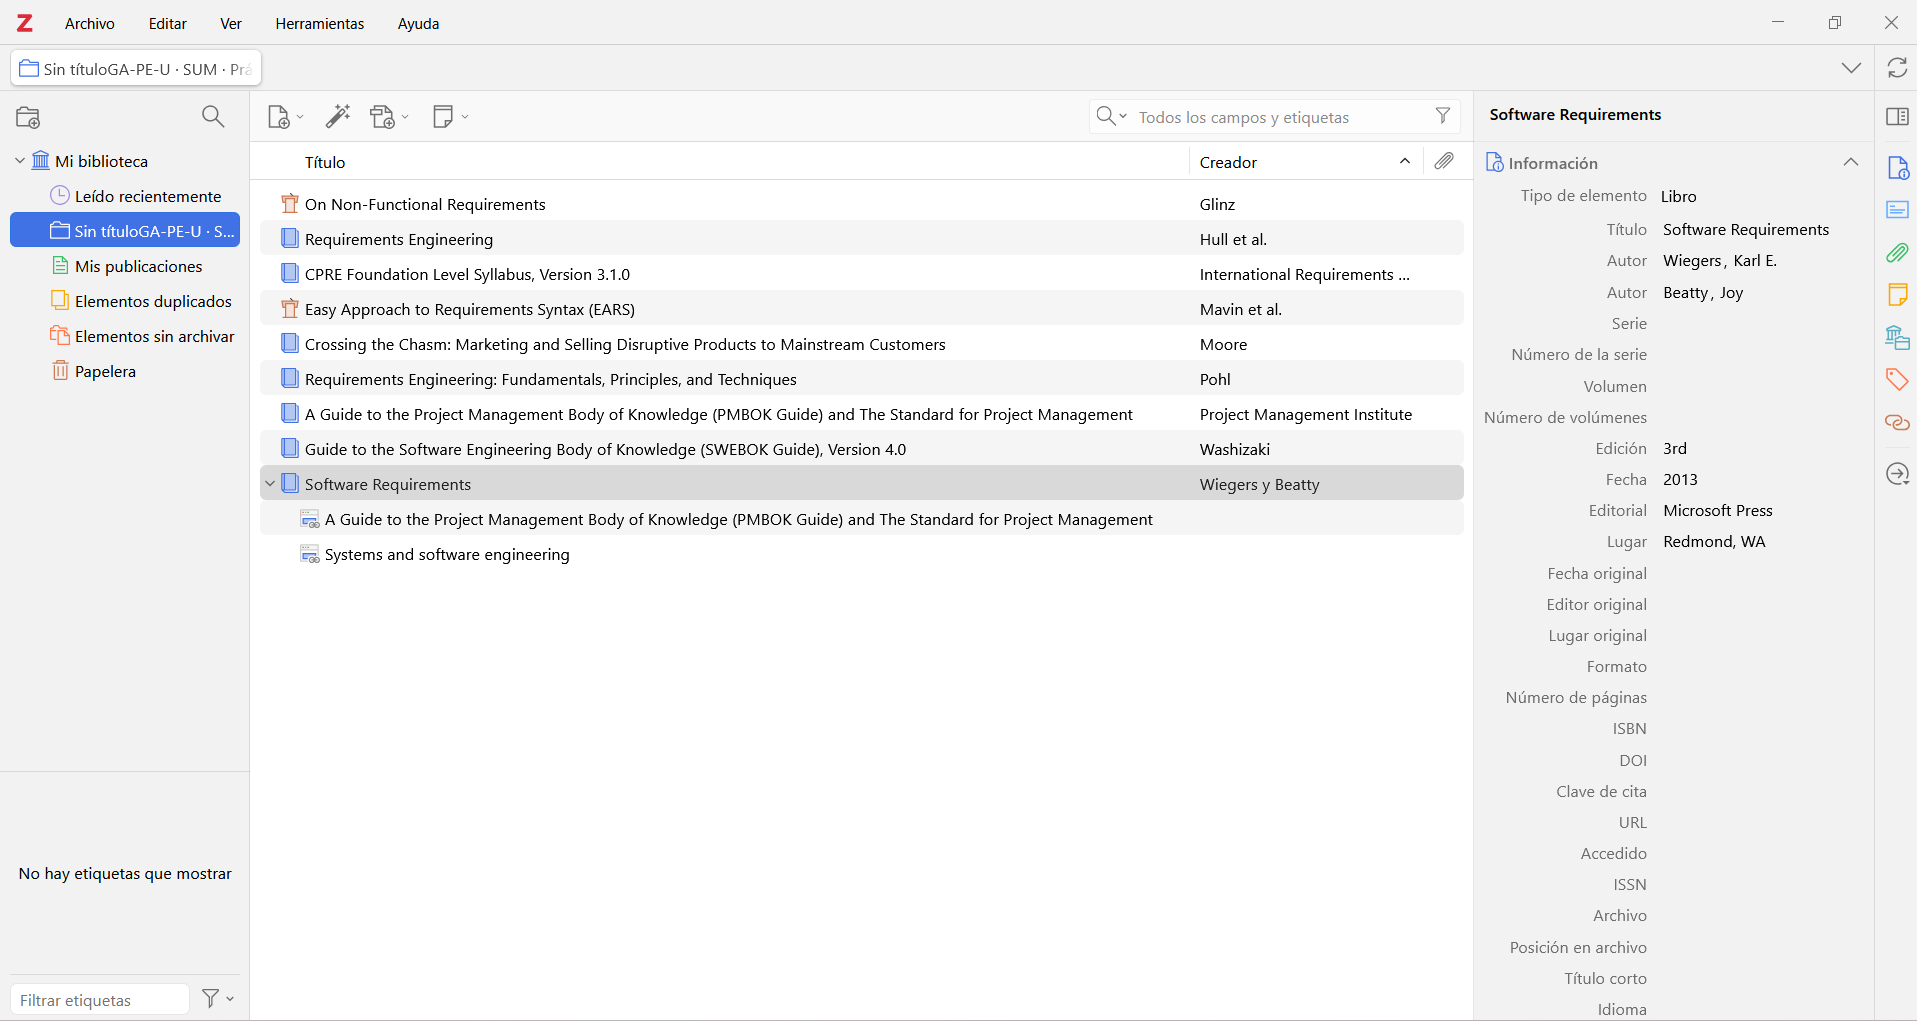 Archivo Editar Ver Herramientas Ayuda
Sin títuloGA-PE-U · SUM · Prá
Todos los campos y etiquetas
Mi biblioteca
Leído recientemente
Sin títuloGA-PE-U · S...
Mis publicaciones
Elementos duplicados
Elementos sin archivar
Papelera
No hay etiquetas que mostrar
Filtrar etiquetas
Título Creador
On Non-Functional Requirements Glinz
Requirements Engineering Hull et al.
CPRE Foundation Level Syllabus, Version 3.1.0 International Requirements ...
Easy Approach to Requirements Syntax (EARS) Mavin et al.
Crossing the Chasm: Marketing and Selling Disruptive Products to Mainstream Customers Moore
Requirements Engineering: Fundamentals, Principles, and Techniques Pohl
A Guide to the Project Management Body of Knowledge (PMBOK Guide) and The Standard for Project Management Project Management Institute
Guide to the Software Engineering Body of Knowledge (SWEBOK Guide), Version 4.0 Washizaki
Software Requirements Wiegers y Beatty
A Guide to the Project Management Body of Knowledge (PMBOK Guide) and The Standard for Project Management
Systems and software engineering
Software Requirements
Información
Tipo de elemento Libro
Título Software Requirements
Autor Wiegers, Karl E.
Autor Beatty, Joy
Serie
Número de la serie
Volumen
Número de volúmenes
Edición 3rd
Fecha 2013
Editorial Microsoft Press
Lugar Redmond, WA
Fecha original
Editor original
Lugar original
Formato
Número de páginas
ISBN
DOI
Clave de cita
URL
Accedido
ISSN
Archivo
Posición en archivo
Título corto
Idioma